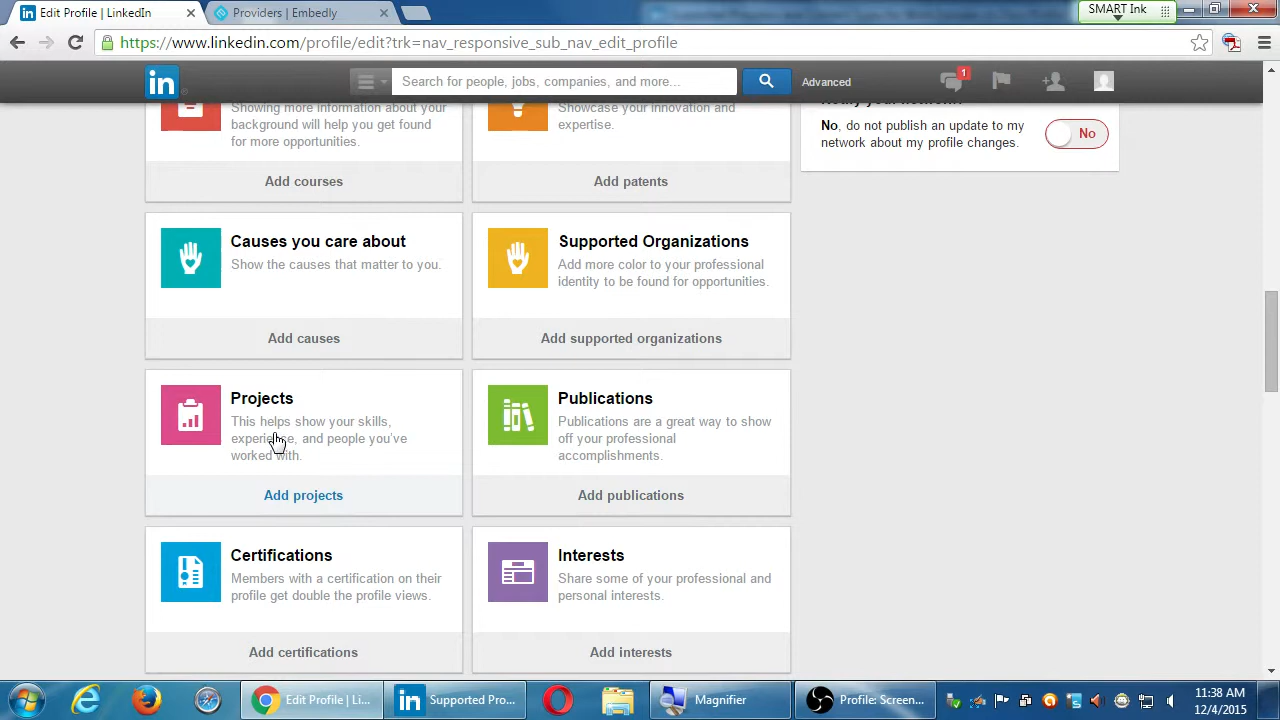 Edit Profile | LinkedIn
Providers | Embedly
SMART Ink
https://www.linkedin.com/profile/edit?trk=nav_responsive_sub_nav_edit_profile
in
Search for people, jobs, companies, and more...
Advanced
1
Showing more information about your
background will help you get found
for more opportunities.
Add courses
Showcase your innovation and
expertise.
Add patents
Notify your network?
No, do not publish an update to my
network about my profile changes.
No
Causes you care about
Show the causes that matter to you.
Add causes
Supported Organizations
Add more color to your professional
identity to be found for opportunities.
Add supported organizations
Projects
This helps show your skills,
experience, and people you've
worked with.
Add projects
Publications
Publications are a great way to show
off your professional
accomplishments.
Add publications
Certifications
Members with a certification on their
profile get double the profile views.
Add certifications
Interests
Share some of your professional and
personal interests.
Add interests
Edit Profile | Li...
in
Supported Pro...
Magnifier
Profile: Screen...
11:38 AM
12/4/2015